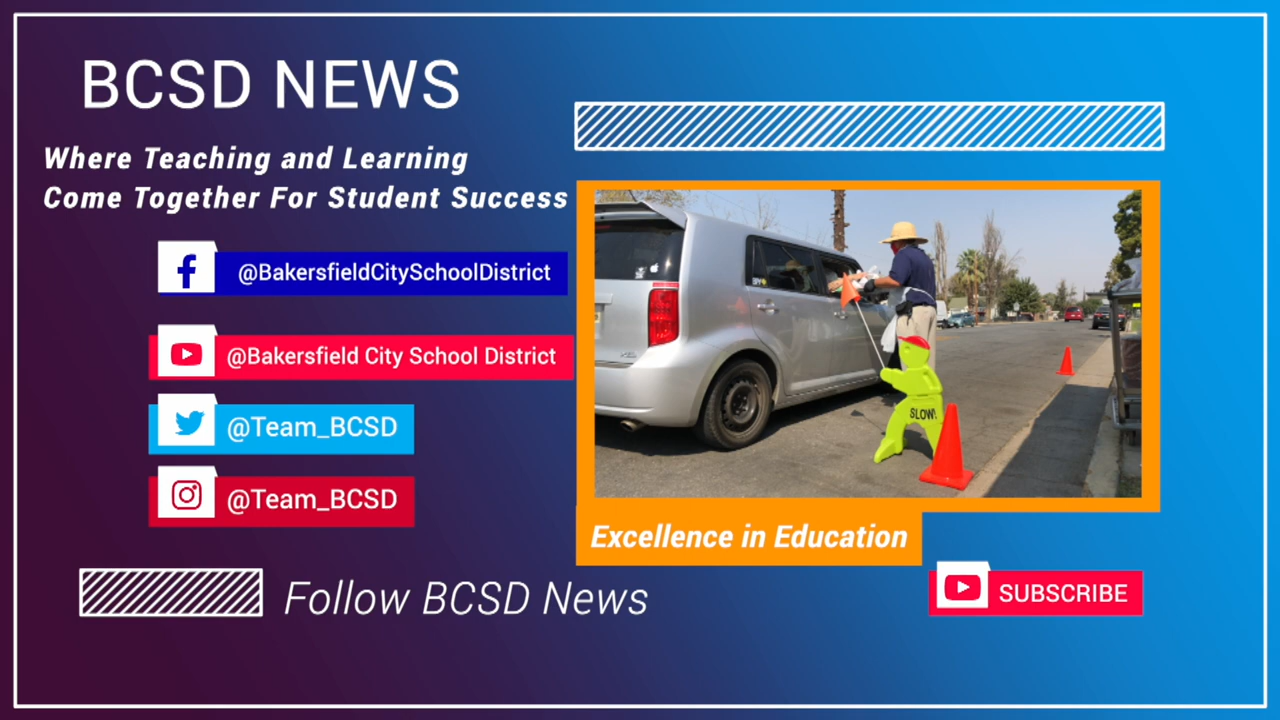 BCSD NEWS
Where Teaching and Learning
Come Together For Student Success
@BakersfieldCitySchoolDistrict
@Bakersfield City School District
@Team_BCSD
@Team_BCSD
SLOW!
Excellence in Education
Follow BCSD News
SUBSCRIBE